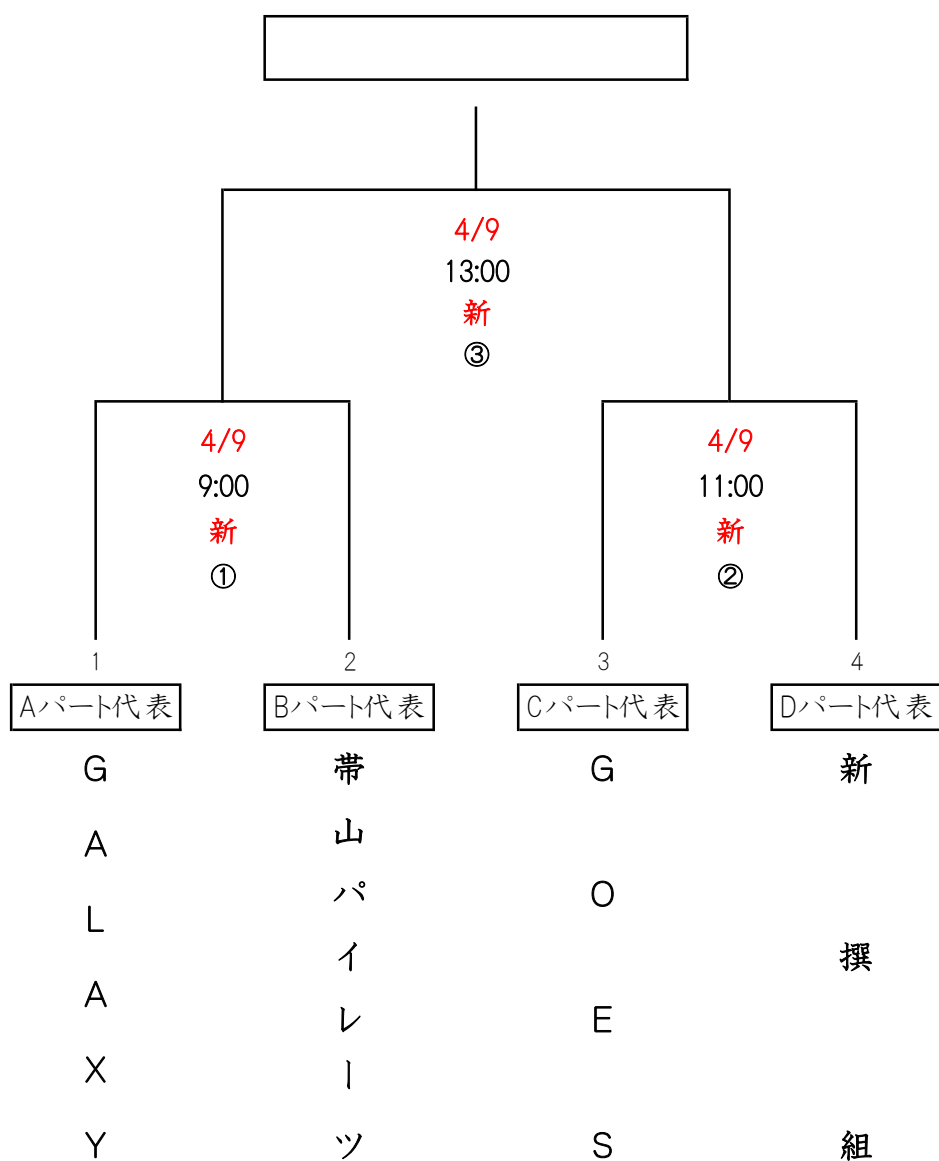 4/9
13:00
新
③
4/9
9:00
新
①
4/9
11:00
新
②
1
2
3
4
Aパート代表
Bパート代表
Cパート代表
Dパート代表
GALAXY
帯山パイレーツ
GOES
新撰組